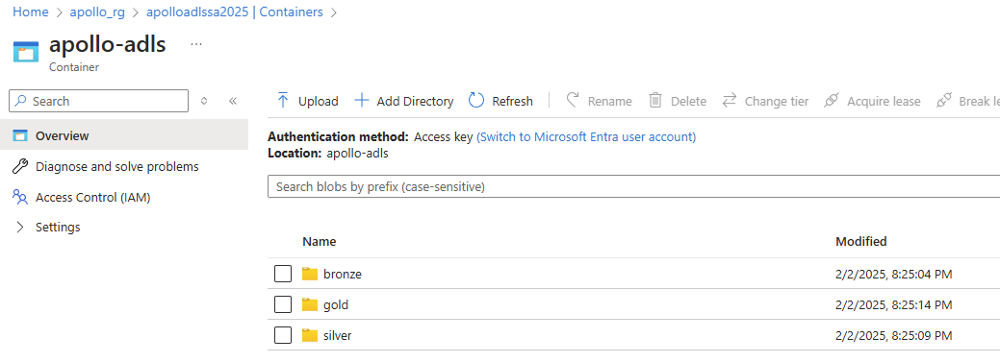 Home > apollo_rg > apolloadlssa2025 | Containers >
apollo-adls ...
Container
Search
Upload Add Directory Refresh Rename Delete Change tier Acquire lease Break le
Authentication method: Access key (Switch to Microsoft Entra user account)
Location: apollo-adls
Search blobs by prefix (case-sensitive)
Overview
Diagnose and solve problems
Access Control (IAM)
Settings
Name Modified
bronze 2/2/2025, 8:25:04 PM
gold 2/2/2025, 8:25:14 PM
silver 2/2/2025, 8:25:09 PM